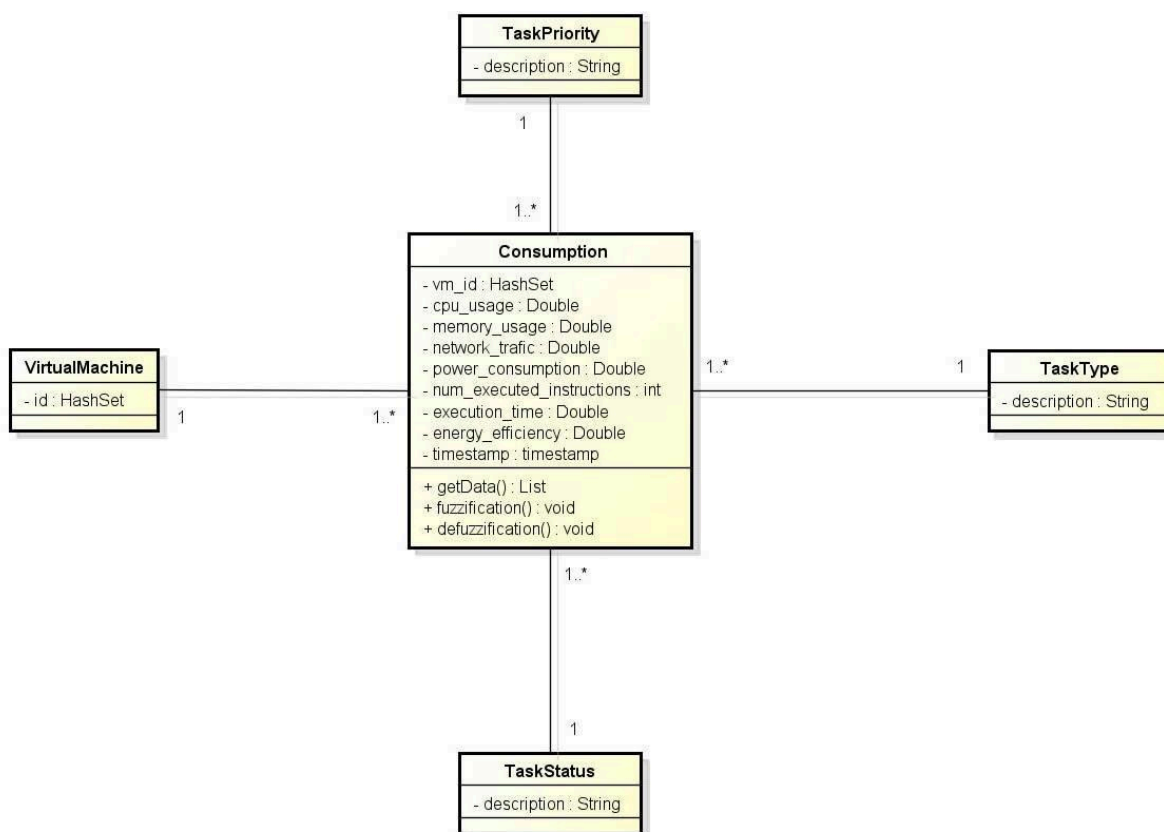 TaskPriority
- description : String
1
1..*
Consumption
- vm_id : HashSet
- cpu_usage : Double
- memory_usage : Double
- network_trafic : Double
- power_consumption : Double
- num_executed_instructions : int
- execution_time : Double
- energy_efficiency : Double
- timestamp : timestamp
+ getData() : List
+ fuzzification() : void
+ defuzzification() : void
VirtualMachine
- id : HashSet
1
1..*
1..*
1
TaskType
- description : String
1..*
1
TaskStatus
- description : String